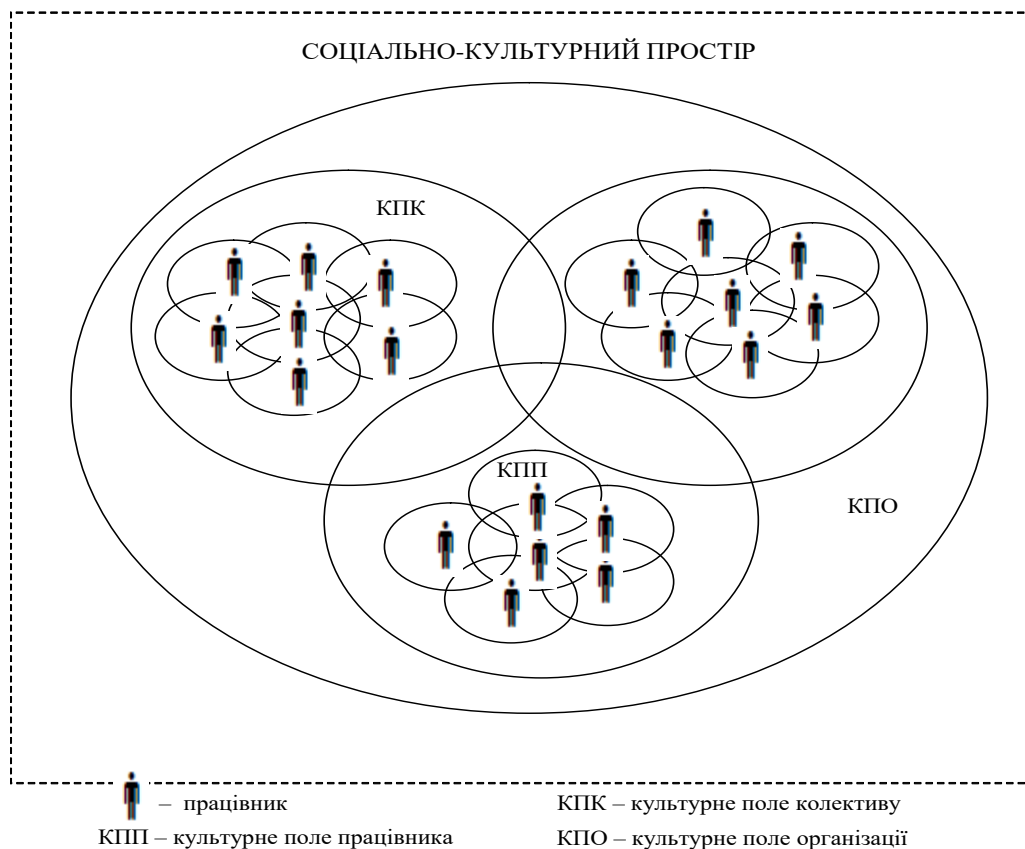 СОЦІАЛЬНО-КУЛЬТУРНИЙ ПРОСТІР
КПК
КПП
КПО
– працівник
КПК – культурне поле колективу
КПП – культурне поле працівника
КПО – культурне поле організації